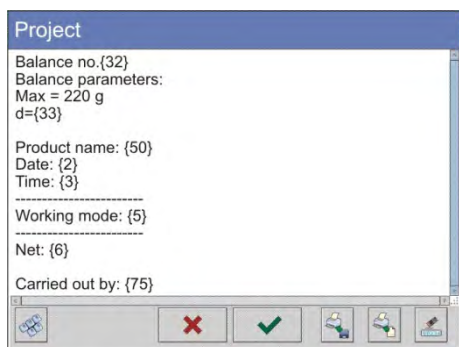 Project
Balance no.{32}
Balance parameters:
Max = 220 g
d={33}
Product name: {50}
Date: {2}
Time: {3}
------------------------
Working mode: {5}
------------------------
Net: {6}
Carried out by: {75}